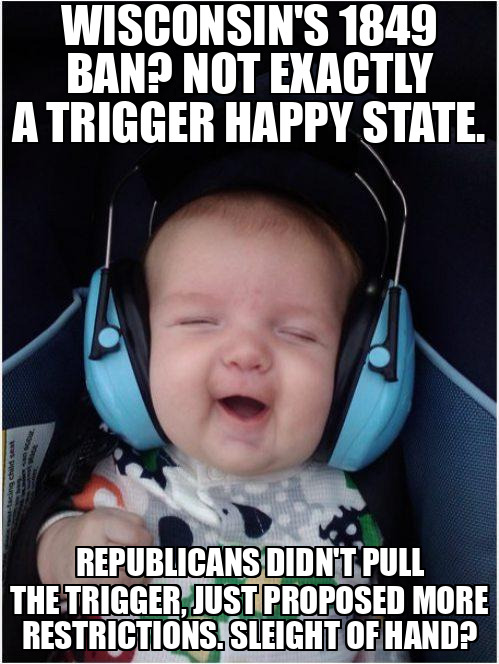 WISCONSIN'S 1849
BAN? NOT EXACTLY
A TRIGGER HAPPY STATE.
REPUBLICANS DIDN'T PULL
THE TRIGGER, JUST PROPOSED MORE
RESTRICTIONS. SLEIGHT OF HAND?